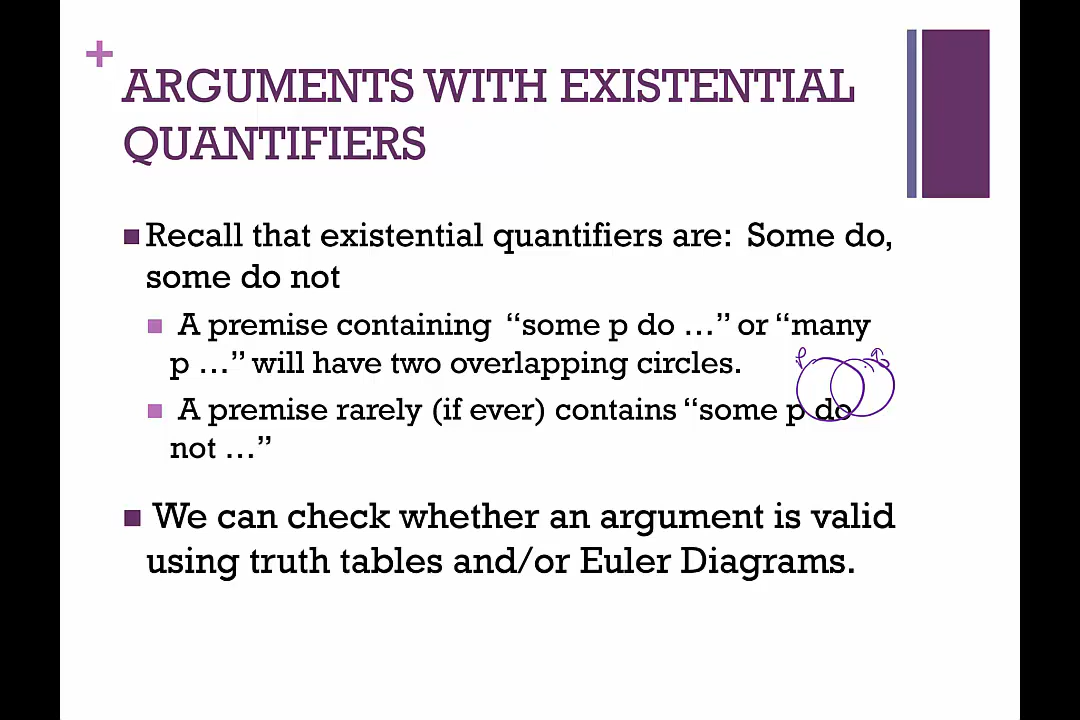 +
ARGUMENTS WITH EXISTENTIAL
QUANTIFIERS
Recall that existential quantifiers are: Some do,
some do not
A premise containing “some p do …” or “many
p …” will have two overlapping circles.
A premise rarely (if ever) contains “some p do
not …”
We can check whether an argument is valid
using truth tables and/or Euler Diagrams.